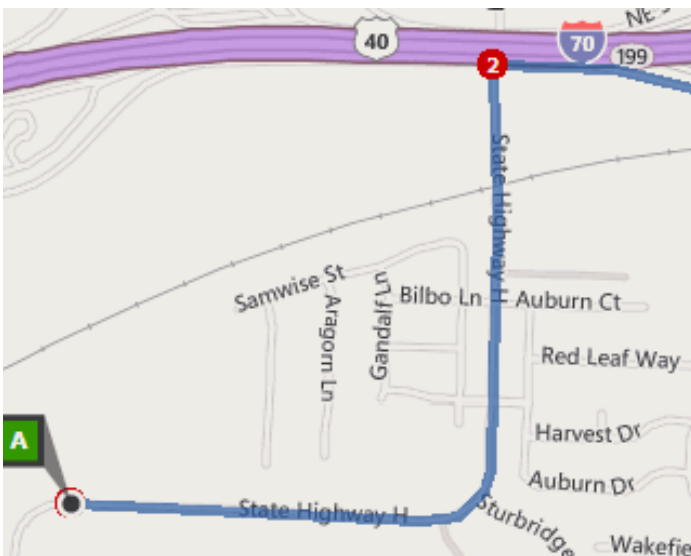 NE S
40
70
199
2
State Highway H
Samwise St
Bilbo Ln
Auburn Ct
Aragorn Ln
Gandalf Ln
Red Leaf Way
A
Harvest Dr
Auburn Dr
State Highway H
Sturbridge
Wakefie